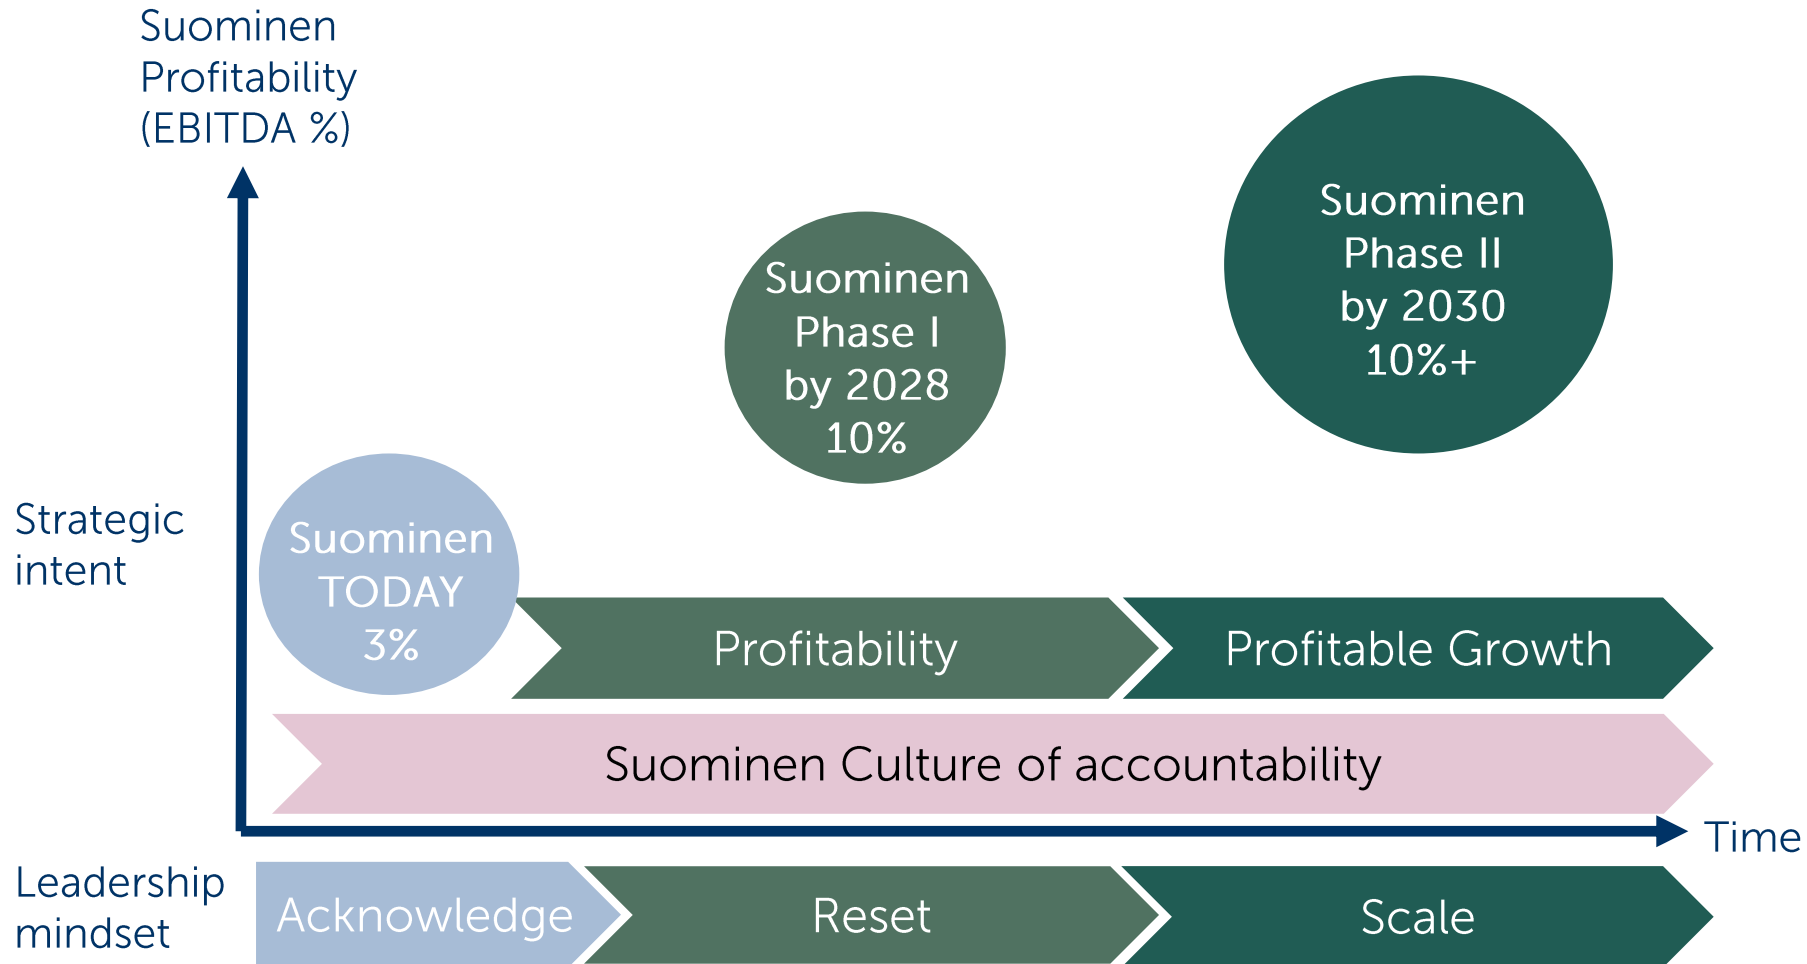 Suominen
Profitability
(EBITDA %)
Suominen
Phase II
by 2030
10%+
Suominen
Phase I
by 2028
10%
Strategic
intent
Suominen
TODAY
3%
Profitability
Profitable Growth
Suominen Culture of accountability
Time
Leadership
mindset
Acknowledge
Reset
Scale